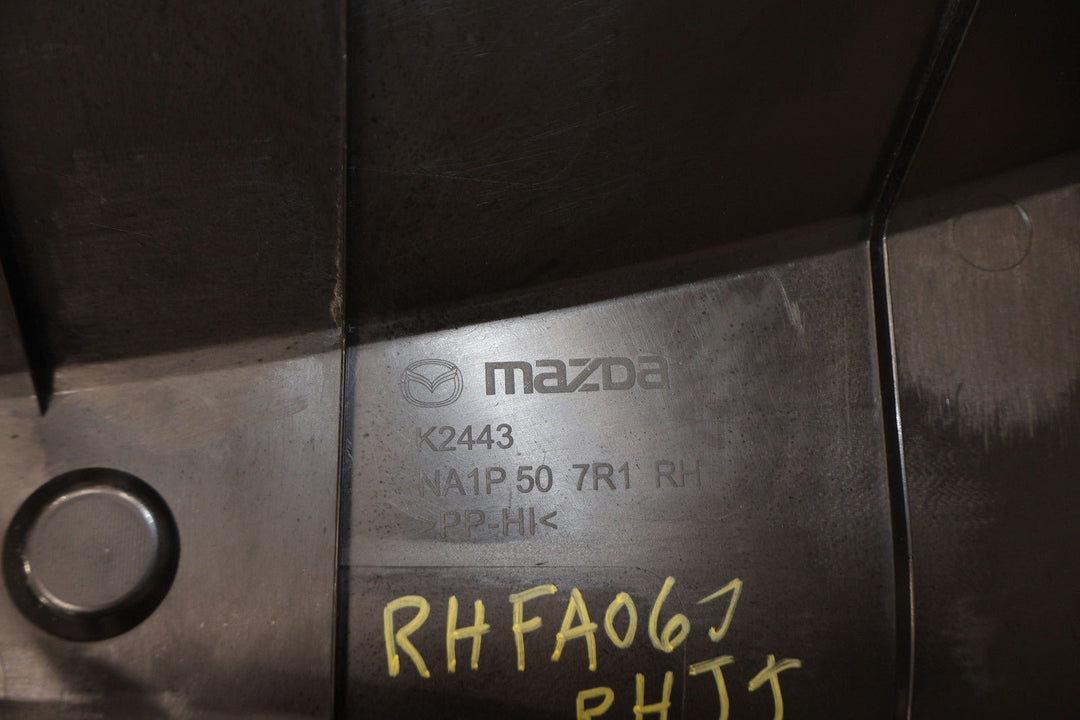 mazda
K2443
NA1P 50 7R1 RH
>PP-HI<
RHFA06J